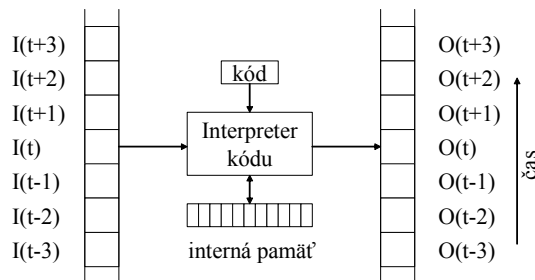 I(t+3)
I(t+2)
I(t+1)
I(t)
I(t-1)
I(t-2)
I(t-3)
kód
Interpreter
kódu
interná pamäť
O(t+3)
O(t+2)
O(t+1)
O(t)
O(t-1)
O(t-2)
O(t-3)
čas